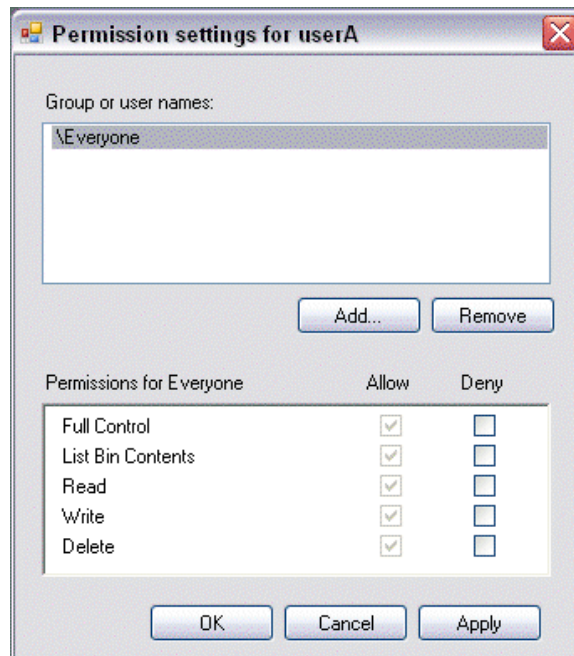 Permission settings for userA
Group or user names:
\Everyone
Add... Remove
Permissions for Everyone Allow Deny
Full Control
List Bin Contents
Read
Write
Delete
OK Cancel Apply